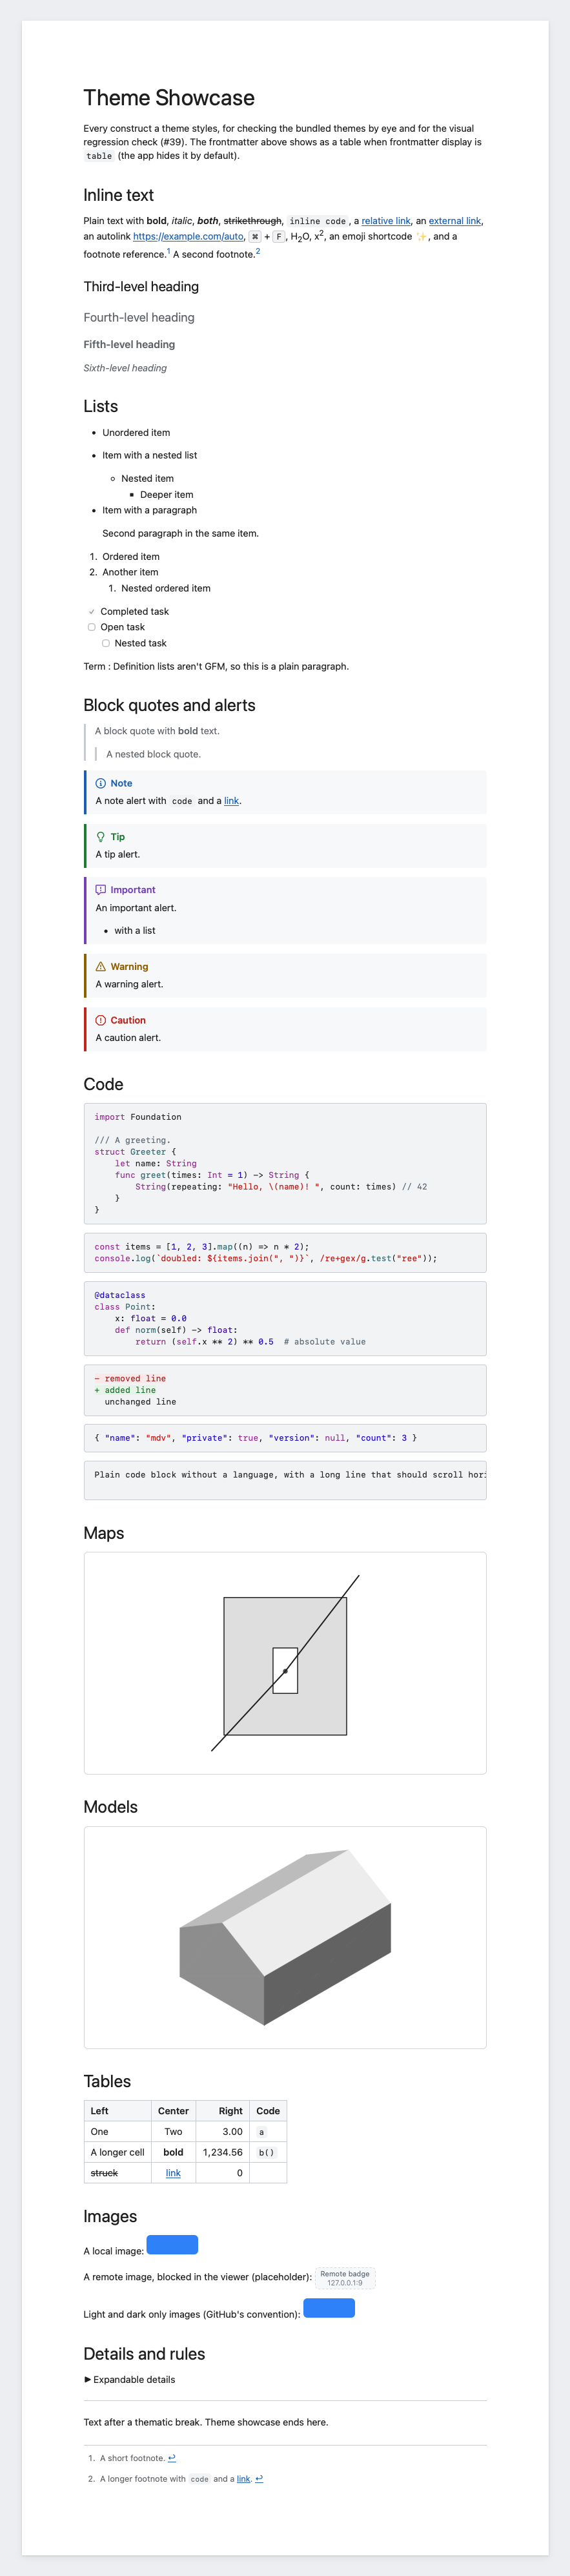 Theme Showcase
Every construct a theme styles, for checking the bundled themes by eye and for the visual
regression check (#39). The frontmatter above shows as a table when frontmatter display is
table (the app hides it by default).
Inline text
Plain text with bold, italic, both, strikethrough, inline code, a relative link, an external link,
an autolink https://example.com/auto, ⌘ + F, H₂O, x², an emoji shortcode ✨, and a
footnote reference.¹ A second footnote.²
Third-level heading
Fourth-level heading
Fifth-level heading
Sixth-level heading
Lists
• Unordered item
• Item with a nested list
◦ Nested item
▪ Deeper item
• Item with a paragraph
Second paragraph in the same item.
1. Ordered item
2. Another item
1. Nested ordered item
Completed task
Open task
Nested task
Term : Definition lists aren't GFM, so this is a plain paragraph.
Block quotes and alerts
A block quote with bold text.
A nested block quote.
Note
A note alert with code and a link.
Tip
A tip alert.
Important
An important alert.
• with a list
Warning
A warning alert.
Caution
A caution alert.
Code
import Foundation
/// A greeting.
struct Greeter {
    let name: String
    func greet(times: Int = 1) -> String {
        String(repeating: "Hello, \(name)! ", count: times) // 42
    }
}
const items = [1, 2, 3].map((n) => n * 2);
console.log(`doubled: ${items.join(", ")}`, /re+gex/g.test("ree"));
@dataclass
class Point:
    x: float = 0.0
    def norm(self) -> float:
        return (self.x ** 2) ** 0.5  # absolute value
- removed line
+ added line
  unchanged line
{ "name": "mdv", "private": true, "version": null, "count": 3 }
Plain code block without a language, with a long line that should scroll hori
Maps
Models
Tables
Left Center Right Code
One Two 3.00 a
A longer cell bold 1,234.56 b()
struck link 0
Images
A local image:
A remote image, blocked in the viewer (placeholder): Remote badge
127.0.0.1:9
Light and dark only images (GitHub's convention):
Details and rules
▶ Expandable details
Text after a thematic break. Theme showcase ends here.
1. A short footnote. ↩
2. A longer footnote with code and a link. ↩